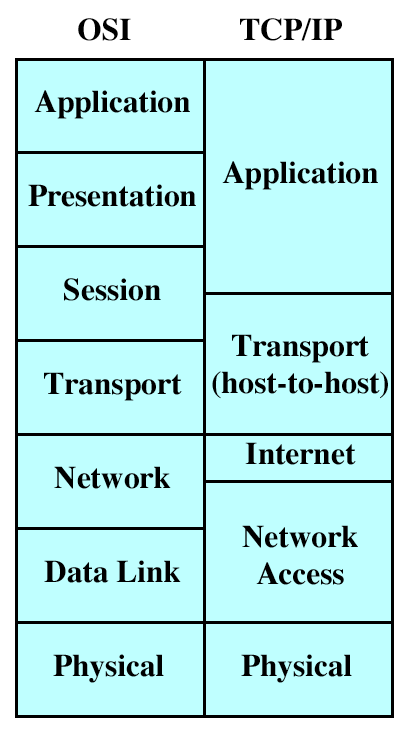 OSI
TCP/IP
Application
Presentation
Session
Transport
Network
Data Link
Physical
Application
Transport
(host-to-host)
Internet
Network
Access
Physical